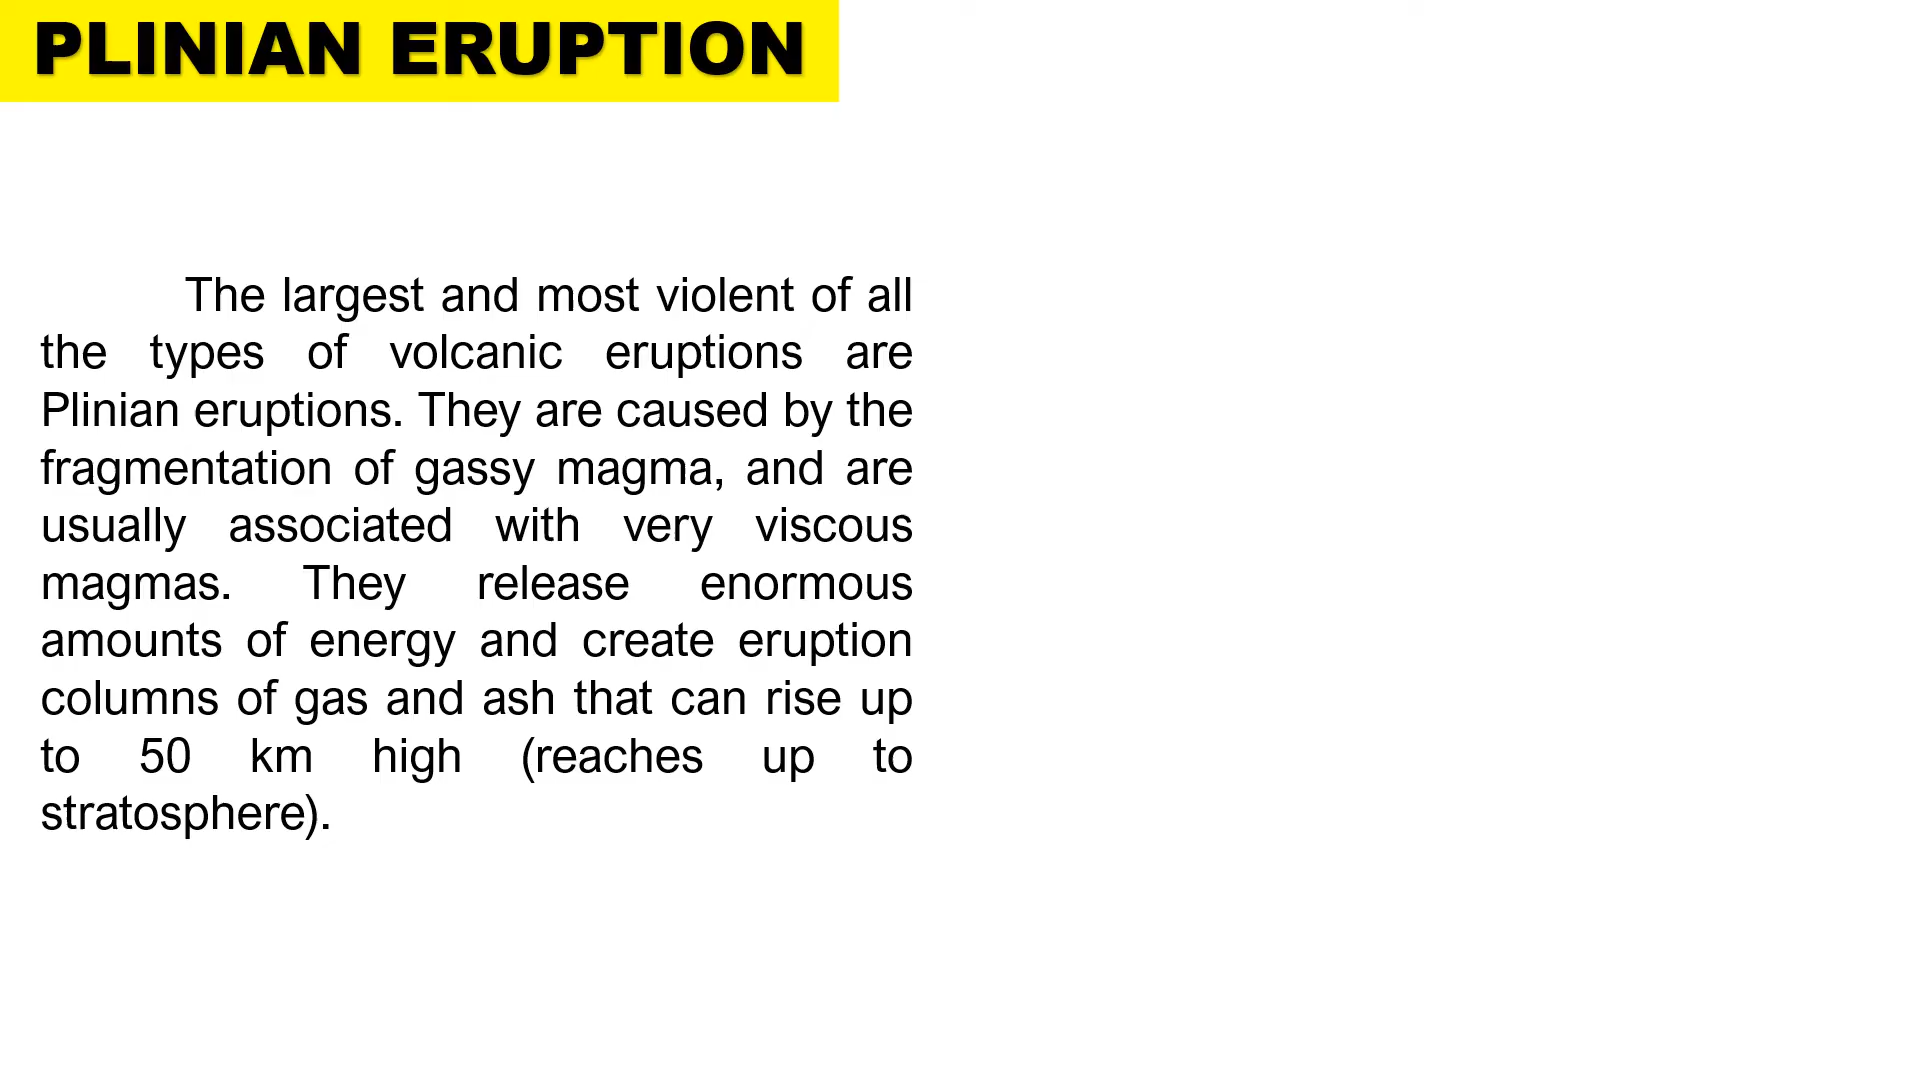 PLINIAN ERUPTION
The largest and most violent of all
the types of volcanic eruptions are
Plinian eruptions. They are caused by the
fragmentation of gassy magma, and are
usually associated with very viscous
magmas. They release enormous
amounts of energy and create eruption
columns of gas and ash that can rise up
to 50 km high (reaches up to
stratosphere).